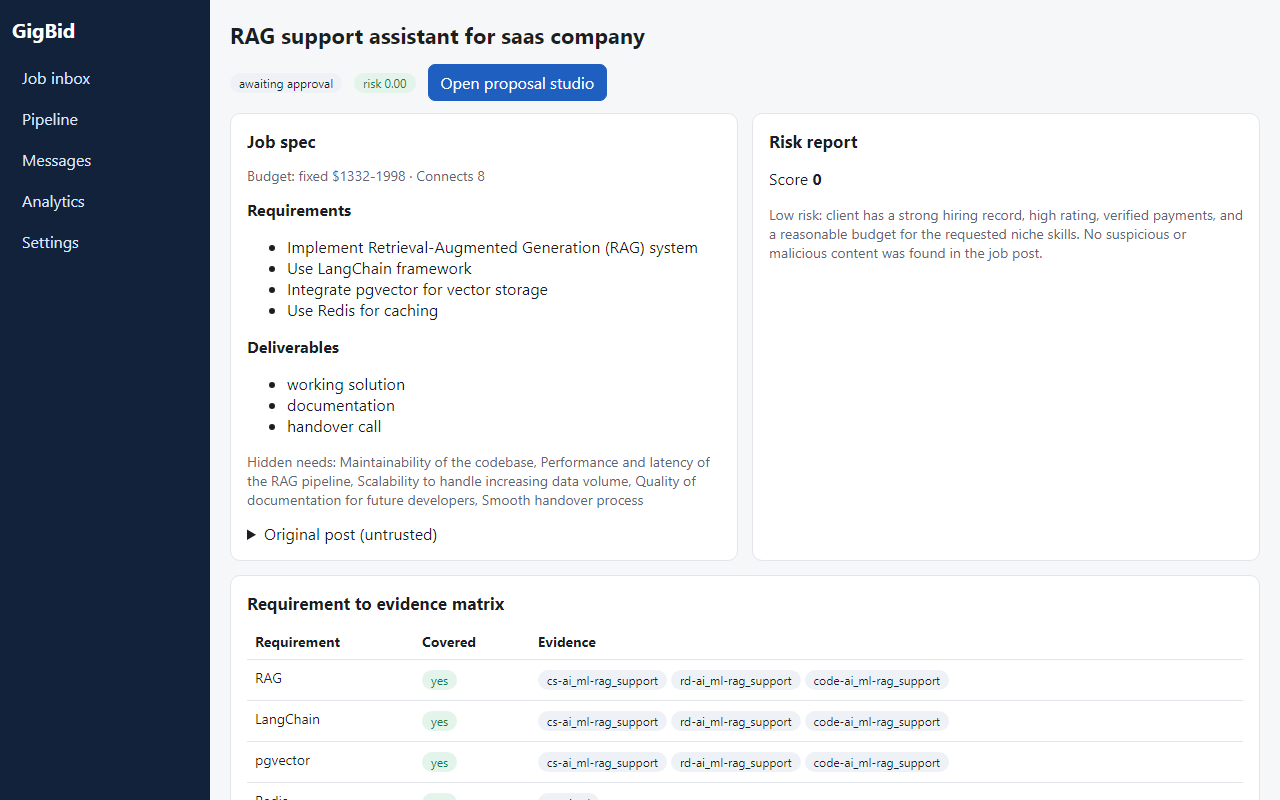 GigBid
Job inbox
Pipeline
Messages
Analytics
Settings
RAG support assistant for saas company
awaiting approval
risk 0.00
Open proposal studio
Job spec
Budget: fixed $1332-1998 · Connects 8
Requirements
Implement Retrieval-Augmented Generation (RAG) system
Use LangChain framework
Integrate pgvector for vector storage
Use Redis for caching
Deliverables
working solution
documentation
handover call
Hidden needs: Maintainability of the codebase, Performance and latency of
the RAG pipeline, Scalability to handle increasing data volume, Quality of
documentation for future developers, Smooth handover process
Original post (untrusted)
Risk report
Score 0
Low risk: client has a strong hiring record, high rating, verified payments, and
a reasonable budget for the requested niche skills. No suspicious or
malicious content was found in the job post.
Requirement to evidence matrix
Requirement Covered Evidence
RAG yes cs-ai_ml-rag_support rd-ai_ml-rag_support code-ai_ml-rag_support
LangChain yes cs-ai_ml-rag_support rd-ai_ml-rag_support code-ai_ml-rag_support
pgvector yes cs-ai_ml-rag_support rd-ai_ml-rag_support code-ai_ml-rag_support
Redis